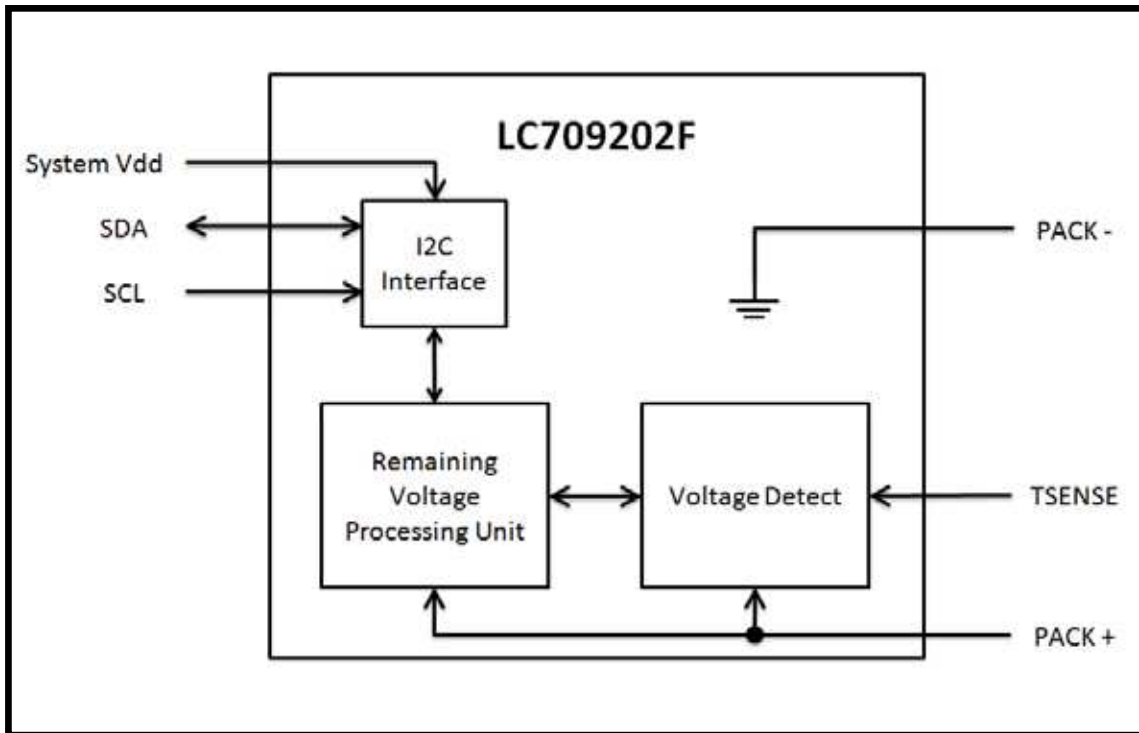 LC709202F
System Vdd
SDA
SCL
I2C
Interface
PACK -
Remaining
Voltage
Processing Unit
Voltage Detect
TSENSE
PACK +